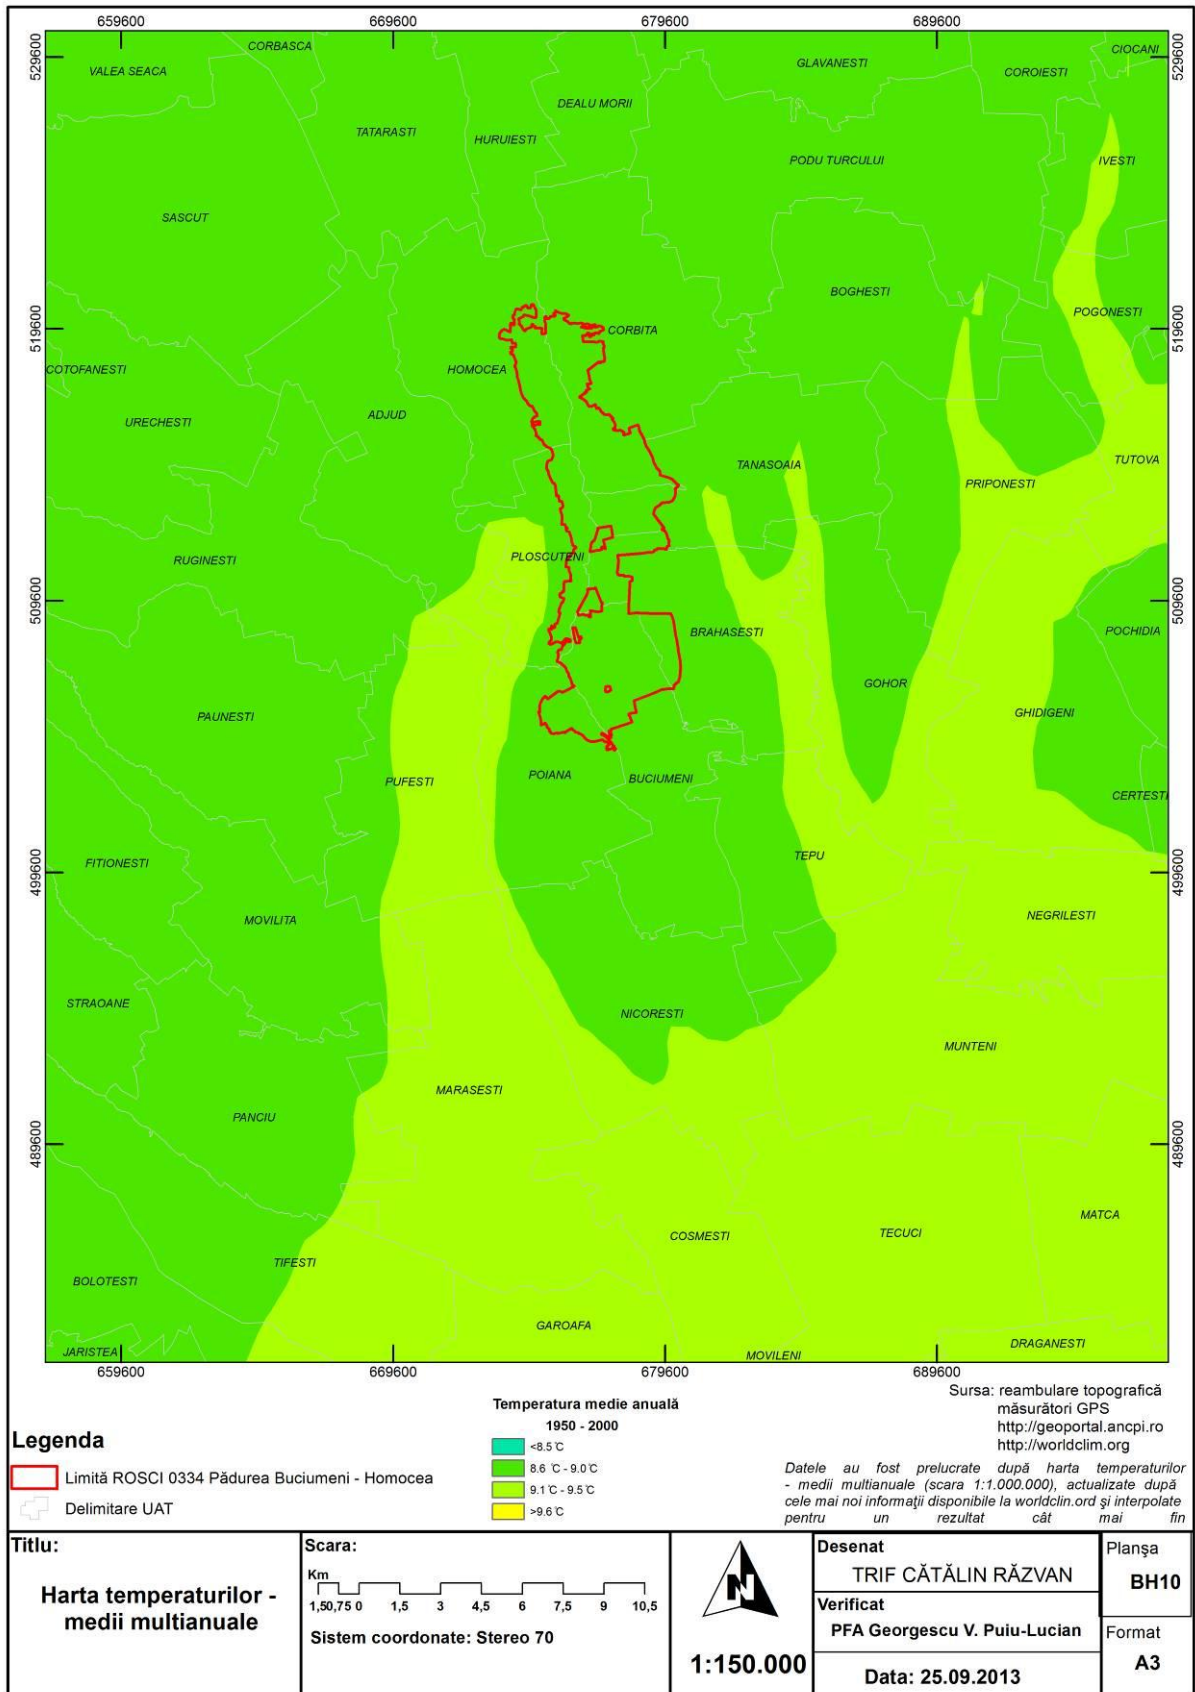 659600
669600
679600
689600
529600
519600
509600
499600
489600
529600
519600
509600
499600
489600
CORBASCA
VALEA SEACA
GLAVANESTI
COROIESTI
CIOCANI
DEALU MORII
TATARASTI
HURUIESTI
PODU TURCULUI
IVESTI
SASCUT
BOGHESTI
POGONESTI
CORBITA
COTOFANESTI
HOMOCEA
URECHESTI
ADJUD
TANASOAIA
TUTOVA
PRIPONESTI
RUGINESTI
PLOSCUTENI
BRAHASESTI
POCHIDIA
GOHOR
PAUNESTI
GHIDIGENI
PUFESTI
POIANA
BUCIUMENI
CERTESTI
FITIONESTI
TEPU
MOVILITA
NEGRILESTI
STRAOANE
NICORESTI
MUNTENI
MARASESTI
PANCIU
MATCA
COSMESTI
TECUCI
TIFESTI
BOLOTESTI
GAROAFA
JARISTEA
MOVILENI
DRAGANESTI
659600
669600
679600
689600
Legenda
Limită ROSCI 0334 Pădurea Buciumeni - Homocea
Delimitare UAT
Temperatura medie anuală
1950 - 2000
<8.5 °C
8.6 °C - 9.0 °C
9.1 °C - 9.5 °C
>9.6 °C
Sursa: reambulare topografică
măsurători GPS
http://geoportal.ancpi.ro
http://worldclim.org
Datele au fost prelucrate după harta temperaturilor
- medii multianuale (scara 1:1.000.000), actualizate după
cele mai noi informaţii disponibile la worldclin.ord şi interpolate
pentru un rezultat cât mai fin
Titlu:
Harta temperaturilor -
medii multianuale
Scara:
Km
1,50,75 0 1,5 3 4,5 6 7,5 9 10,5
Sistem coordonate: Stereo 70
N
1:150.000
Desenat
TRIF CĂTĂLIN RĂZVAN
Verificat
PFA Georgescu V. Puiu-Lucian
Data: 25.09.2013
Planşa
BH10
Format
A3